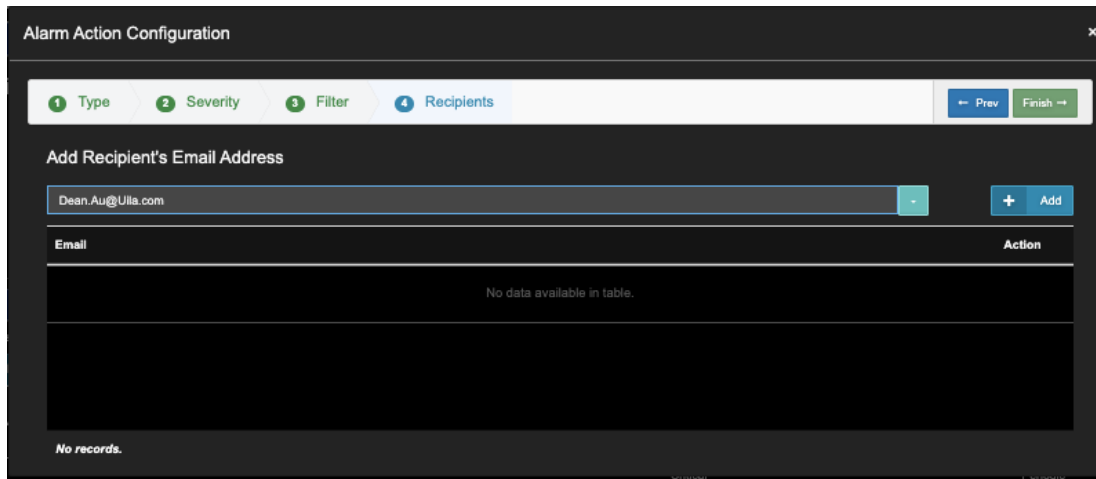 Alarm Action Configuration ×
1 Type 2 Severity 3 Filter 4 Recipients ← Prev Finish →
Add Recipient's Email Address
Dean.Au@Uila.com - + Add
Email Action
No data available in table.
No records.